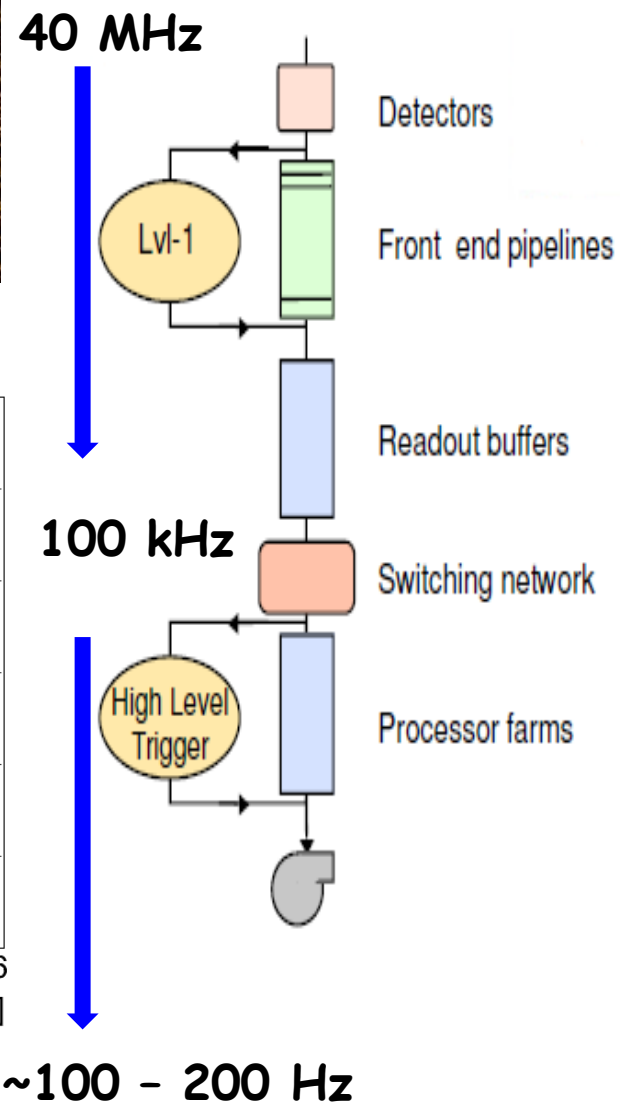 40 MHz
Detectors
Lvl-1
Front end pipelines
Readout buffers
100 kHz
Switching network
High Level
Trigger
Processor farms
6
]
~100 - 200 Hz